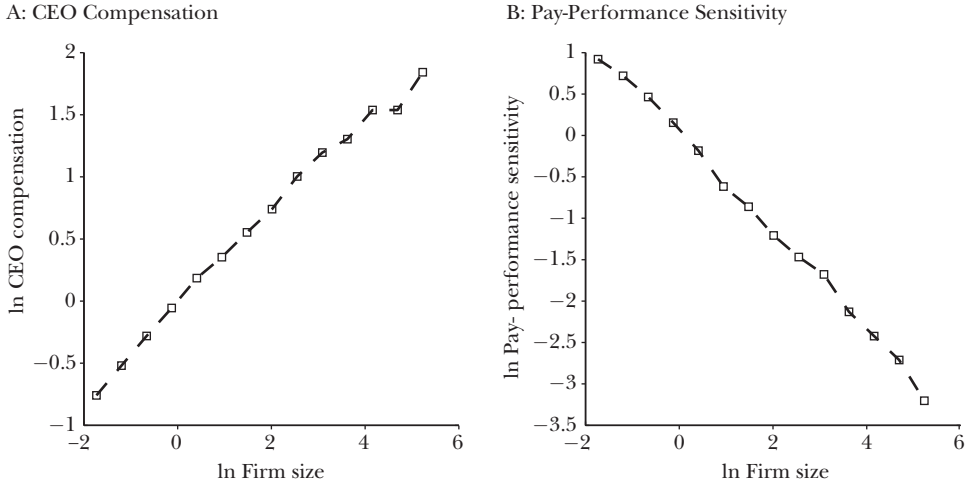 A: CEO Compensation
2
1.5
1
0.5
0
−0.5
−1
ln CEO compensation
−2 0 2 4 6
ln Firm size
B: Pay-Performance Sensitivity
1
0.5
0
−0.5
−1
−1.5
−2
−2.5
−3
−3.5
ln Pay- performance sensitivity
−2 0 2 4 6
ln Firm size